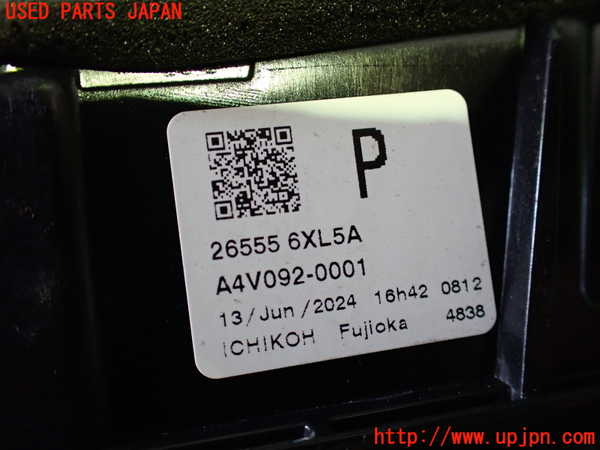 USED PARTS JAPAN
P
26555 6XL5A
A4V092-0001
13/Jun/2024 16h42 0812
ICHIKOH Fujioka 4838
http://www.upjpn.com/